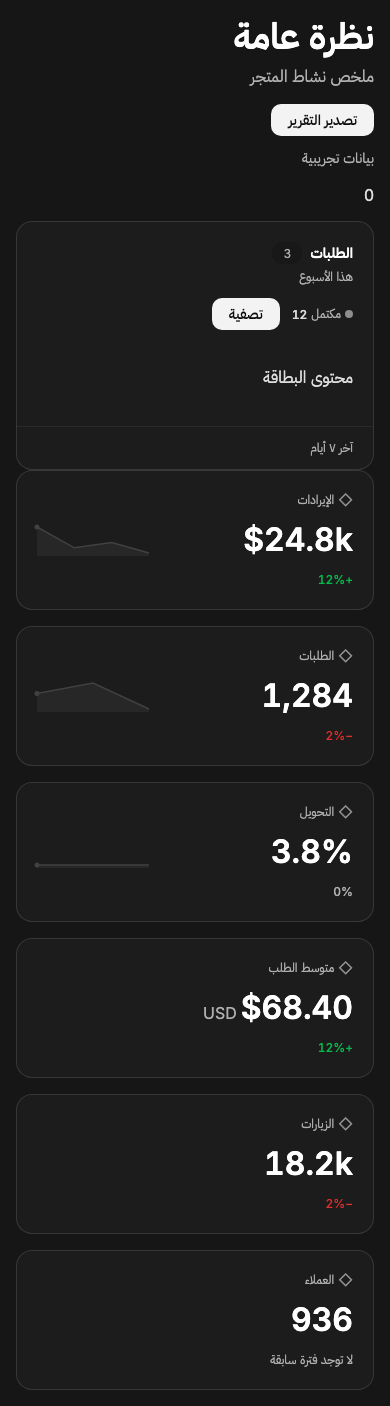 نظرة عامة
ملخص نشاط المتجر
تصدير التقرير
بيانات تجريبية
0
الطلبات 3
هذا الأسبوع
مكتمل 12 تصفية
محتوى البطاقة
آخر ٧ أيام
الإيرادات
$24.8k
12%+
الطلبات
1,284
2%−
التحويل
3.8%
0%
متوسط الطلب
$68.40 USD
12%+
الزيارات
18.2k
2%−
العملاء
936
لا توجد فترة سابقة